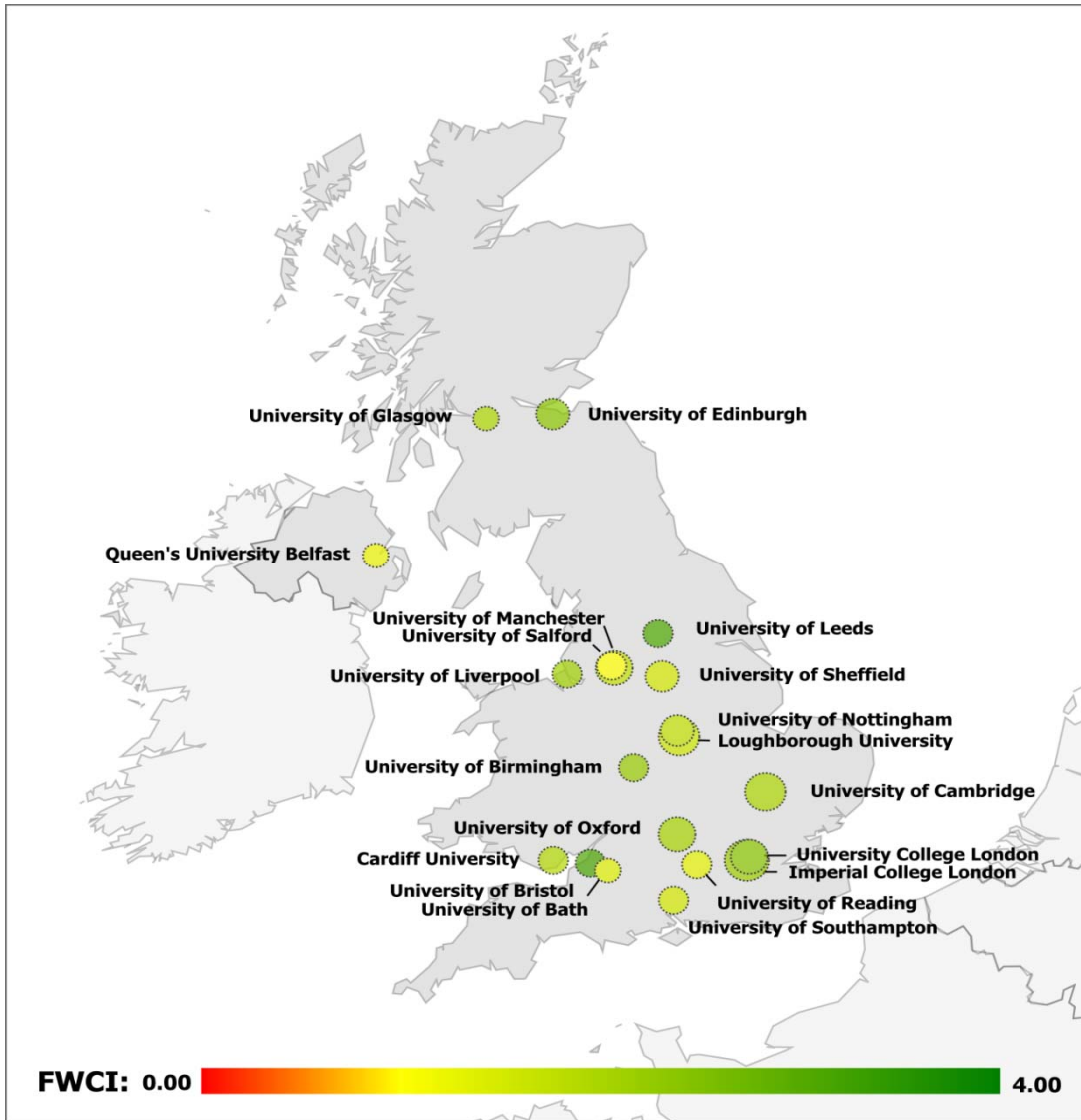 University of Glasgow
University of Edinburgh
Queen's University Belfast
University of Manchester
University of Salford
University of Leeds
University of Liverpool
University of Sheffield
University of Nottingham
Loughborough University
University of Birmingham
University of Cambridge
University of Oxford
Cardiff University
University College London
Imperial College London
University of Bristol
University of Bath
University of Reading
University of Southampton
FWCI: 0.00 4.00